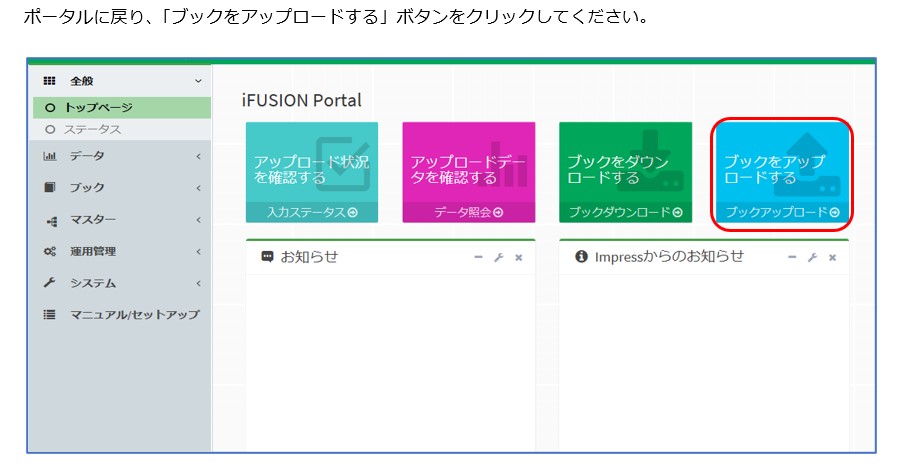 ポータルに戻り、「ブックをアップロードする」ボタンをクリックしてください。
全般
トップページ
ステータス
データ
ブック
マスター
運用管理
システム
マニュアル/セットアップ
iFUSION Portal
アップロード状況
を確認する
入力ステータス
アップロードデー
タを確認する
データ照会
ブックをダウン
ロードする
ブックダウンロード
ブックをアップ
ロードする
ブックアップロード
お知らせ
Impressからのお知らせ